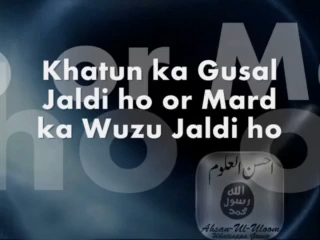 Khatun ka Gusal
Jaldi ho or Mard
ka Wuzu Jaldi ho
احسن العلوم
الله
رسول
محمد
Ahsan-Ul-Uloom